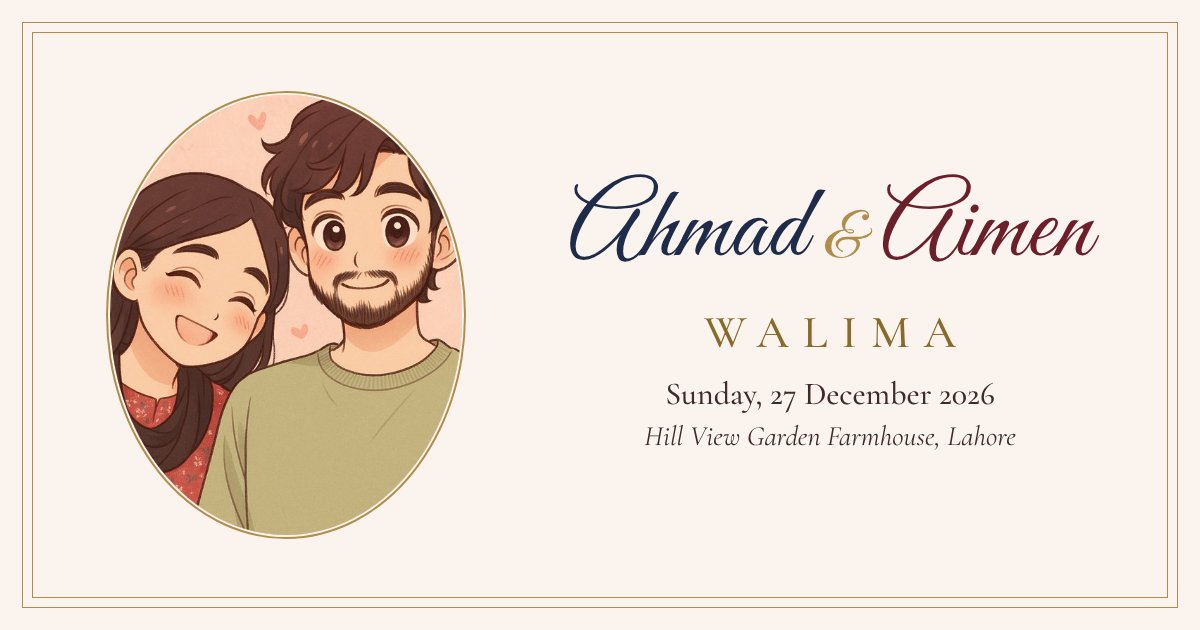 Ahmad & Aimen
WALIMA
Sunday, 27 December 2026
Hill View Garden Farmhouse, Lahore